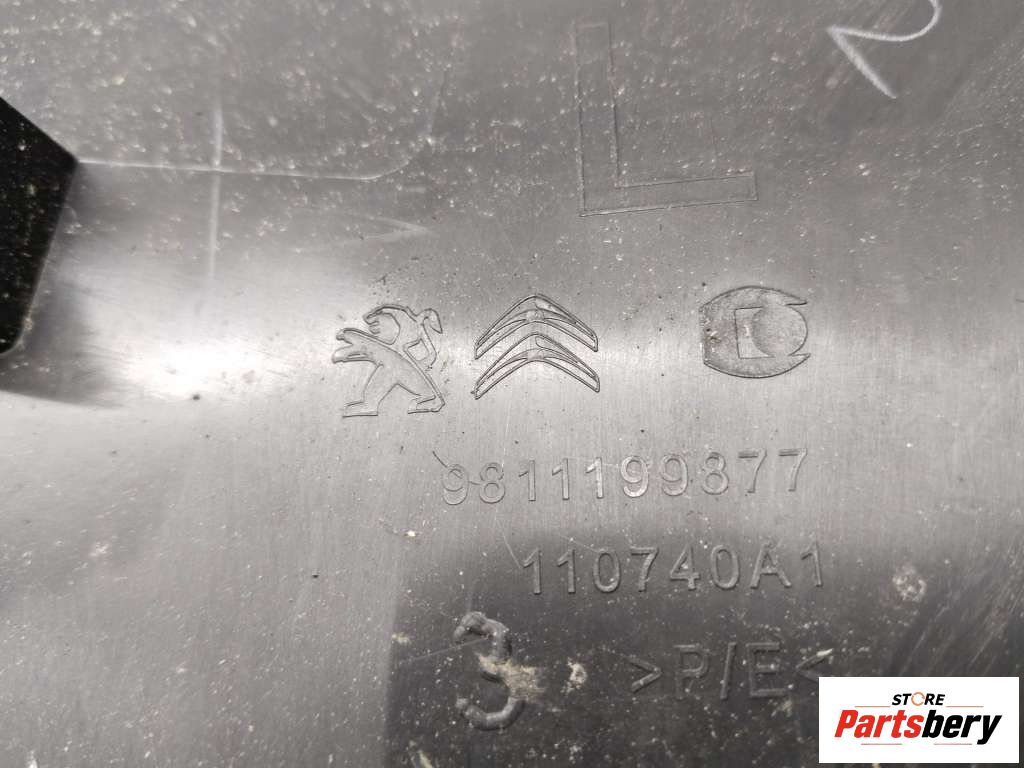 L
9811199877
110740A1
3
>P/E<
STORE
Partsbery